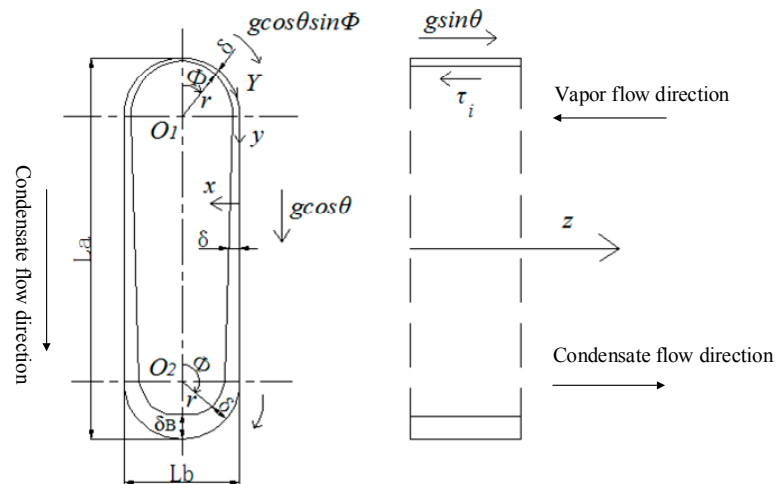 gcosθsinΦ
δ
Φ
r
Y
O1
y
x
gcosθ
δ
La
Condensate flow direction
O2
Φ
r
δ
δB
Lb
gsinθ
τi
Vapor flow direction
z
Condensate flow direction